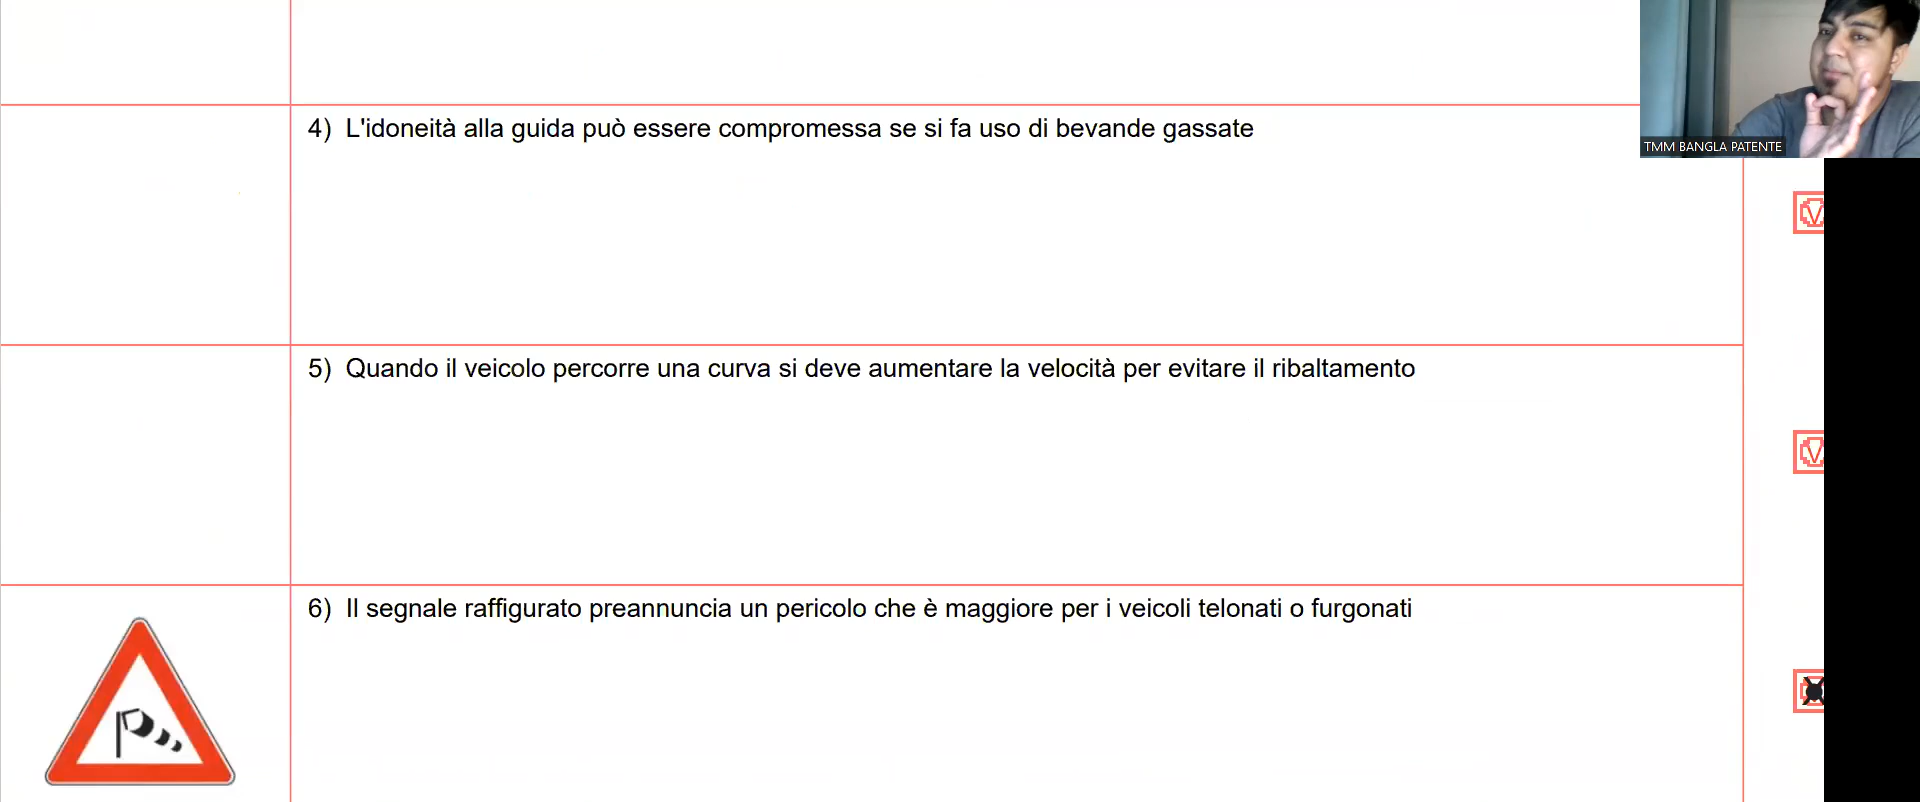 TMM BANGLA PATENTE
4) L'idoneità alla guida può essere compromessa se si fa uso di bevande gassate
V
5) Quando il veicolo percorre una curva si deve aumentare la velocità per evitare il ribaltamento
V
6) Il segnale raffigurato preannuncia un pericolo che è maggiore per i veicoli telonati o furgonati